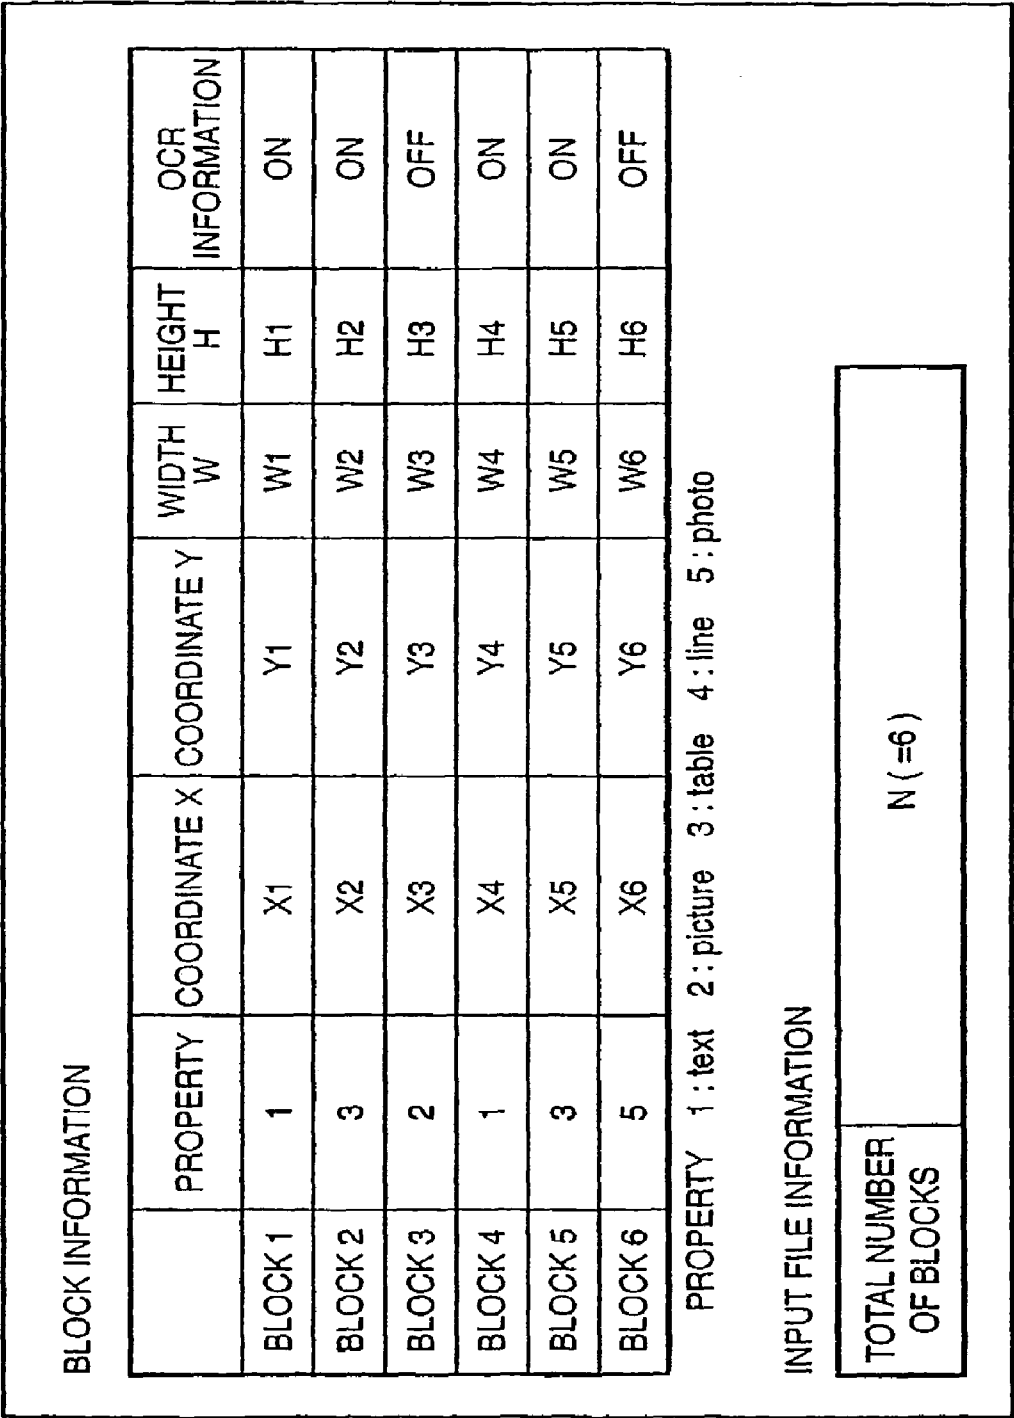 BLOCK INFORMATION
PROPERTY COORDINATE X COORDINATE Y WIDTH W HEIGHT H OCR INFORMATION
BLOCK 1 1 X1 Y1 W1 H1 ON
BLOCK 2 3 X2 Y2 W2 H2 ON
BLOCK 3 2 X3 Y3 W3 H3 OFF
BLOCK 4 1 X4 Y4 W4 H4 ON
BLOCK 5 3 X5 Y5 W5 H5 ON
BLOCK 6 5 X6 Y6 W6 H6 OFF
PROPERTY 1 : text 2 : picture 3 : table 4 : line 5 : photo
INPUT FILE INFORMATION
TOTAL NUMBER OF BLOCKS N ( =6 )